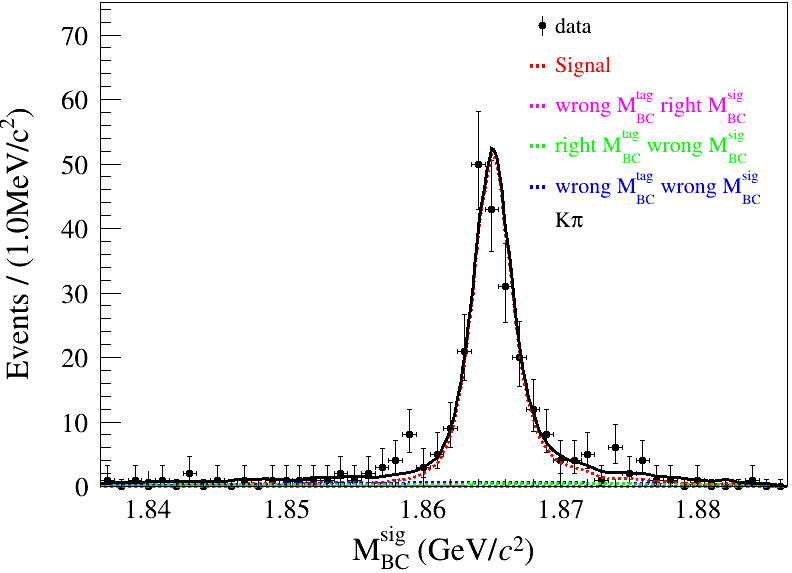 70
60
50
40
30
20
10
0
Events / (1.0MeV/c²)
data
Signal
wrong M_BC^tag right M_BC^sig
right M_BC^tag wrong M_BC^sig
wrong M_BC^tag wrong M_BC^sig
Kπ
1.84 1.85 1.86 1.87 1.88
M_BC^sig (GeV/c²)